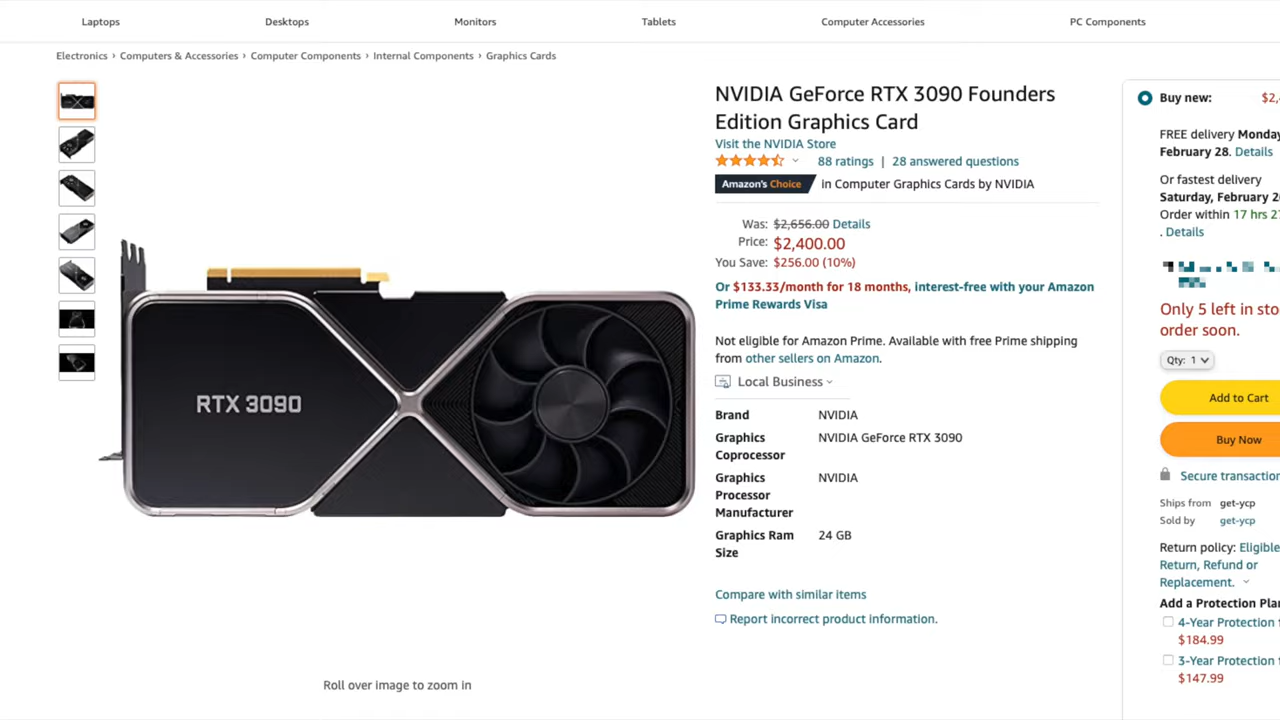 Laptops Desktops Monitors Tablets Computer Accessories PC Components
Electronics › Computers & Accessories › Computer Components › Internal Components › Graphics Cards
RTX 3090
Roll over image to zoom in
NVIDIA GeForce RTX 3090 Founders
Edition Graphics Card
Visit the NVIDIA Store
88 ratings | 28 answered questions
Amazon's Choice in Computer Graphics Cards by NVIDIA
Was: $2,656.00 Details
Price: $2,400.00
You Save: $256.00 (10%)
Or $133.33/month for 18 months, interest-free with your Amazon
Prime Rewards Visa
Not eligible for Amazon Prime. Available with free Prime shipping
from other sellers on Amazon.
Local Business
Brand NVIDIA
Graphics NVIDIA GeForce RTX 3090
Coprocessor
Graphics NVIDIA
Processor
Manufacturer
Graphics Ram 24 GB
Size
Compare with similar items
Report incorrect product information.
Buy new: $2,
FREE delivery Monday
February 28. Details
Or fastest delivery
Saturday, February 2
Order within 17 hrs 2
. Details
Only 5 left in sto
order soon.
Qty: 1
Add to Cart
Buy Now
Secure transaction
Ships from get-ycp
Sold by get-ycp
Return policy: Eligible
Return, Refund or
Replacement.
Add a Protection Plan
4-Year Protection f
$184.99
3-Year Protection f
$147.99